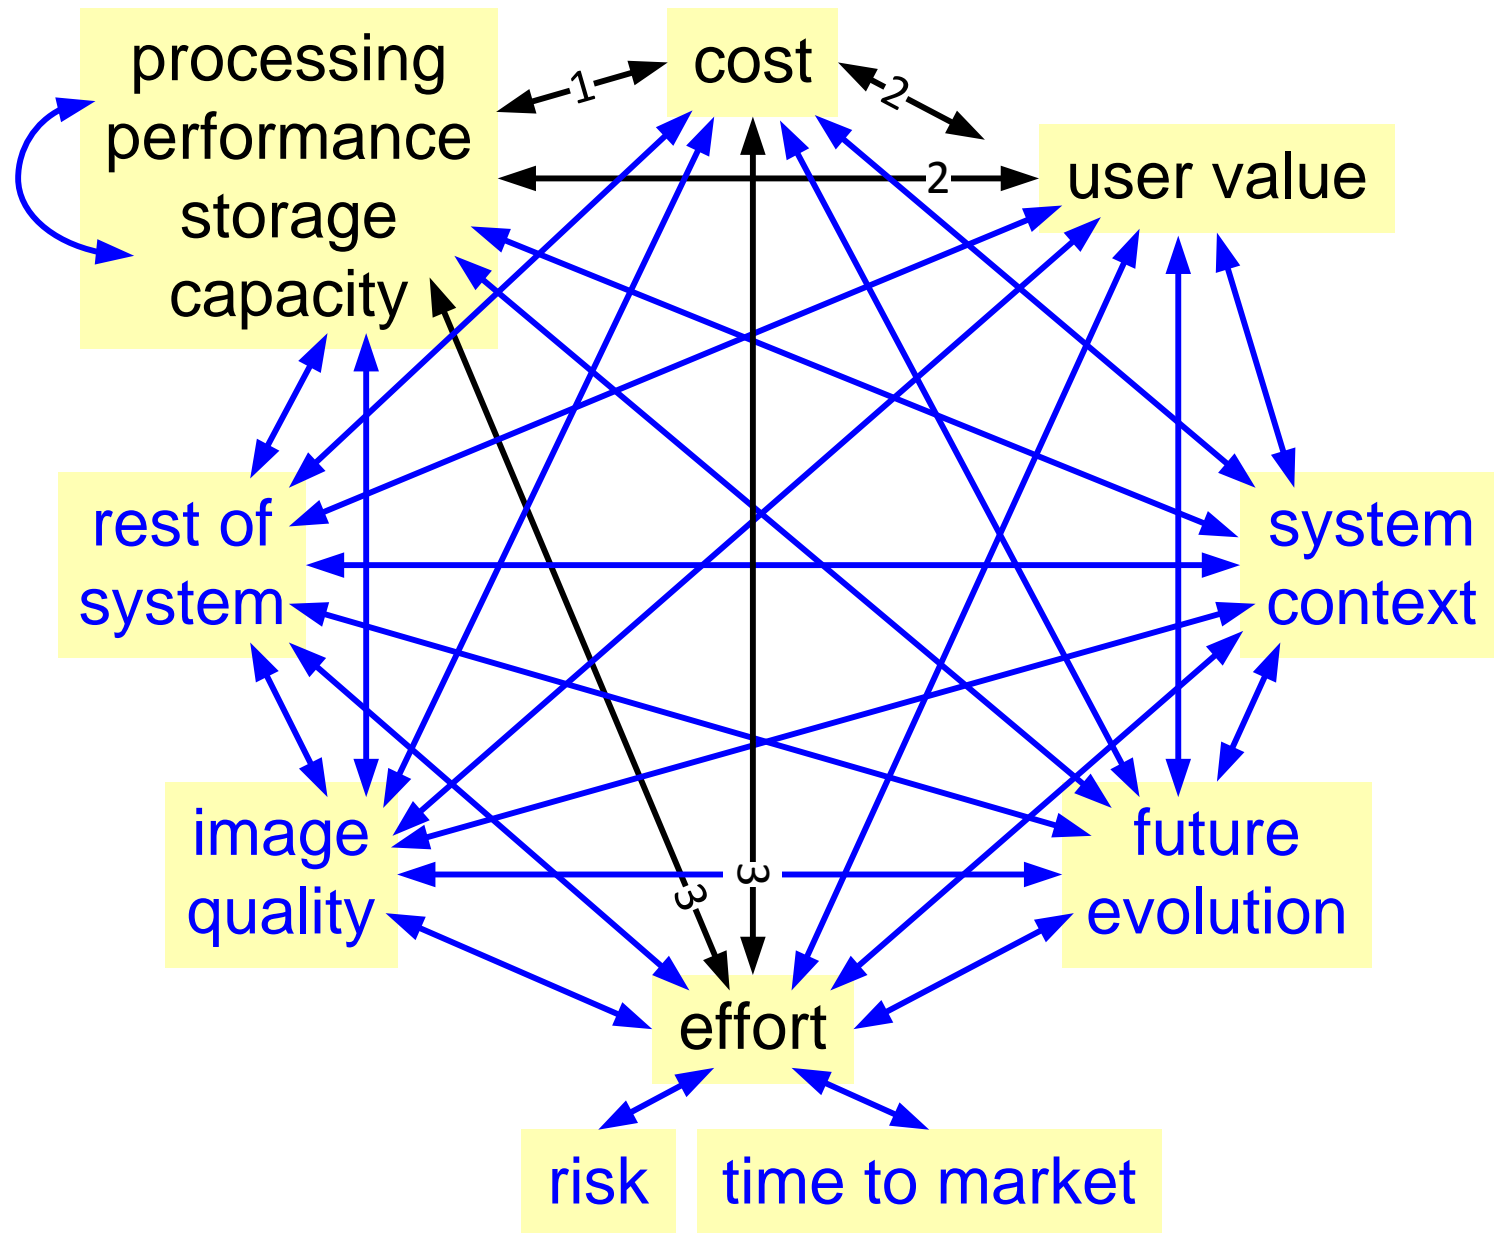 processing
performance
storage
capacity
1
cost
2
user value
2
rest of
system
system
context
image
quality
3
3
future
evolution
effort
risk
time to market